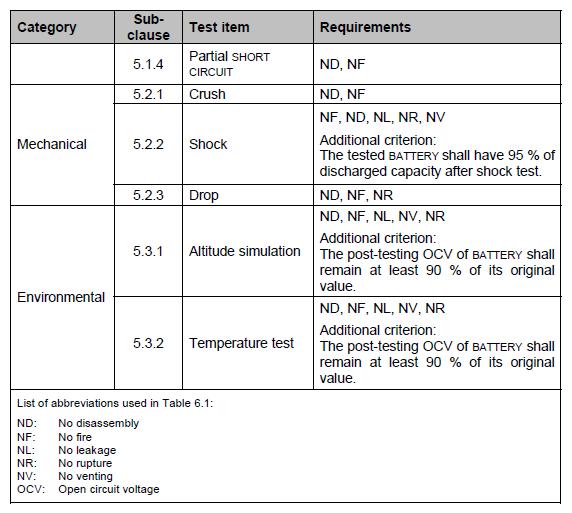 Category Sub-clause Test item Requirements
5.1.4 Partial SHORT CIRCUIT ND, NF
Mechanical
5.2.1 Crush ND, NF
5.2.2 Shock NF, ND, NL, NR, NV
Additional criterion:
The tested BATTERY shall have 95 % of
discharged capacity after shock test.
5.2.3 Drop ND, NF, NR
Environmental
5.3.1 Altitude simulation ND, NF, NL, NV, NR
Additional criterion:
The post-testing OCV of BATTERY shall
remain at least 90 % of its original
value.
5.3.2 Temperature test ND, NF, NL, NV, NR
Additional criterion:
The post-testing OCV of BATTERY shall
remain at least 90 % of its original
value.
List of abbreviations used in Table 6.1:
ND: No disassembly
NF: No fire
NL: No leakage
NR: No rupture
NV: No venting
OCV: Open circuit voltage